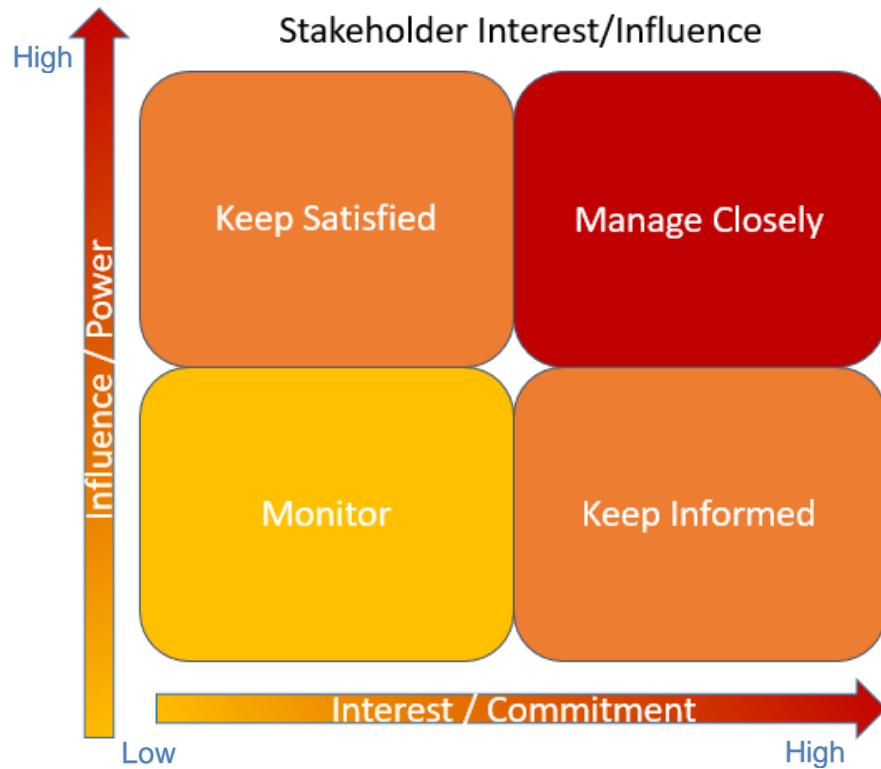 Stakeholder Interest/Influence
High
Keep Satisfied
Manage Closely
Influence / Power
Monitor
Keep Informed
Interest / Commitment
Low
High